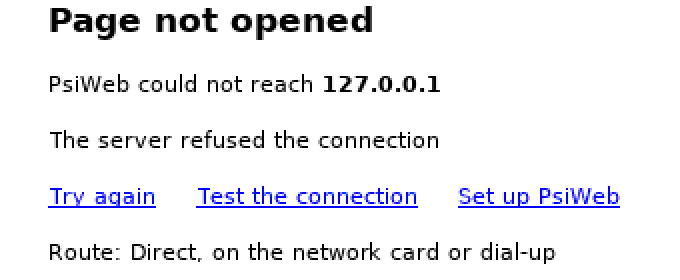 Page not opened
PsiWeb could not reach 127.0.0.1
The server refused the connection
Try again Test the connection Set up PsiWeb
Route: Direct, on the network card or dial-up